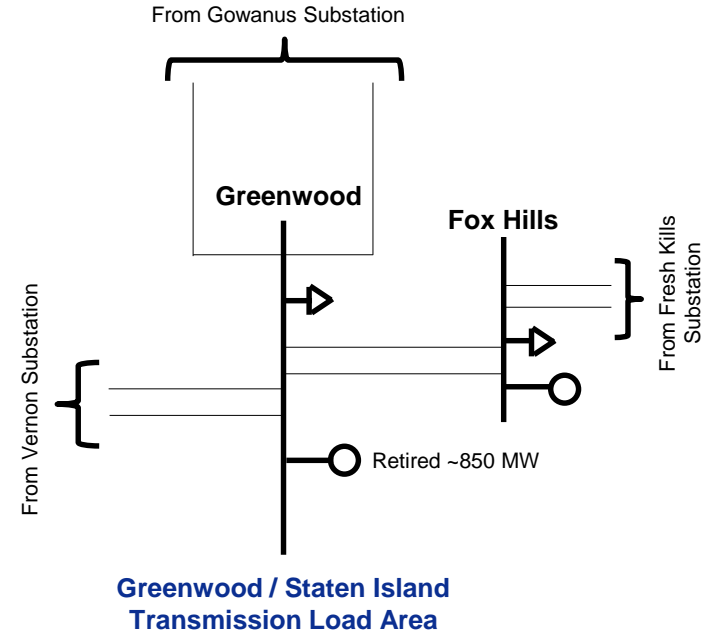 From Gowanus Substation
Greenwood
Fox Hills
From Fresh Kills
Substation
From Vernon Substation
Retired ~850 MW
Greenwood / Staten Island
Transmission Load Area